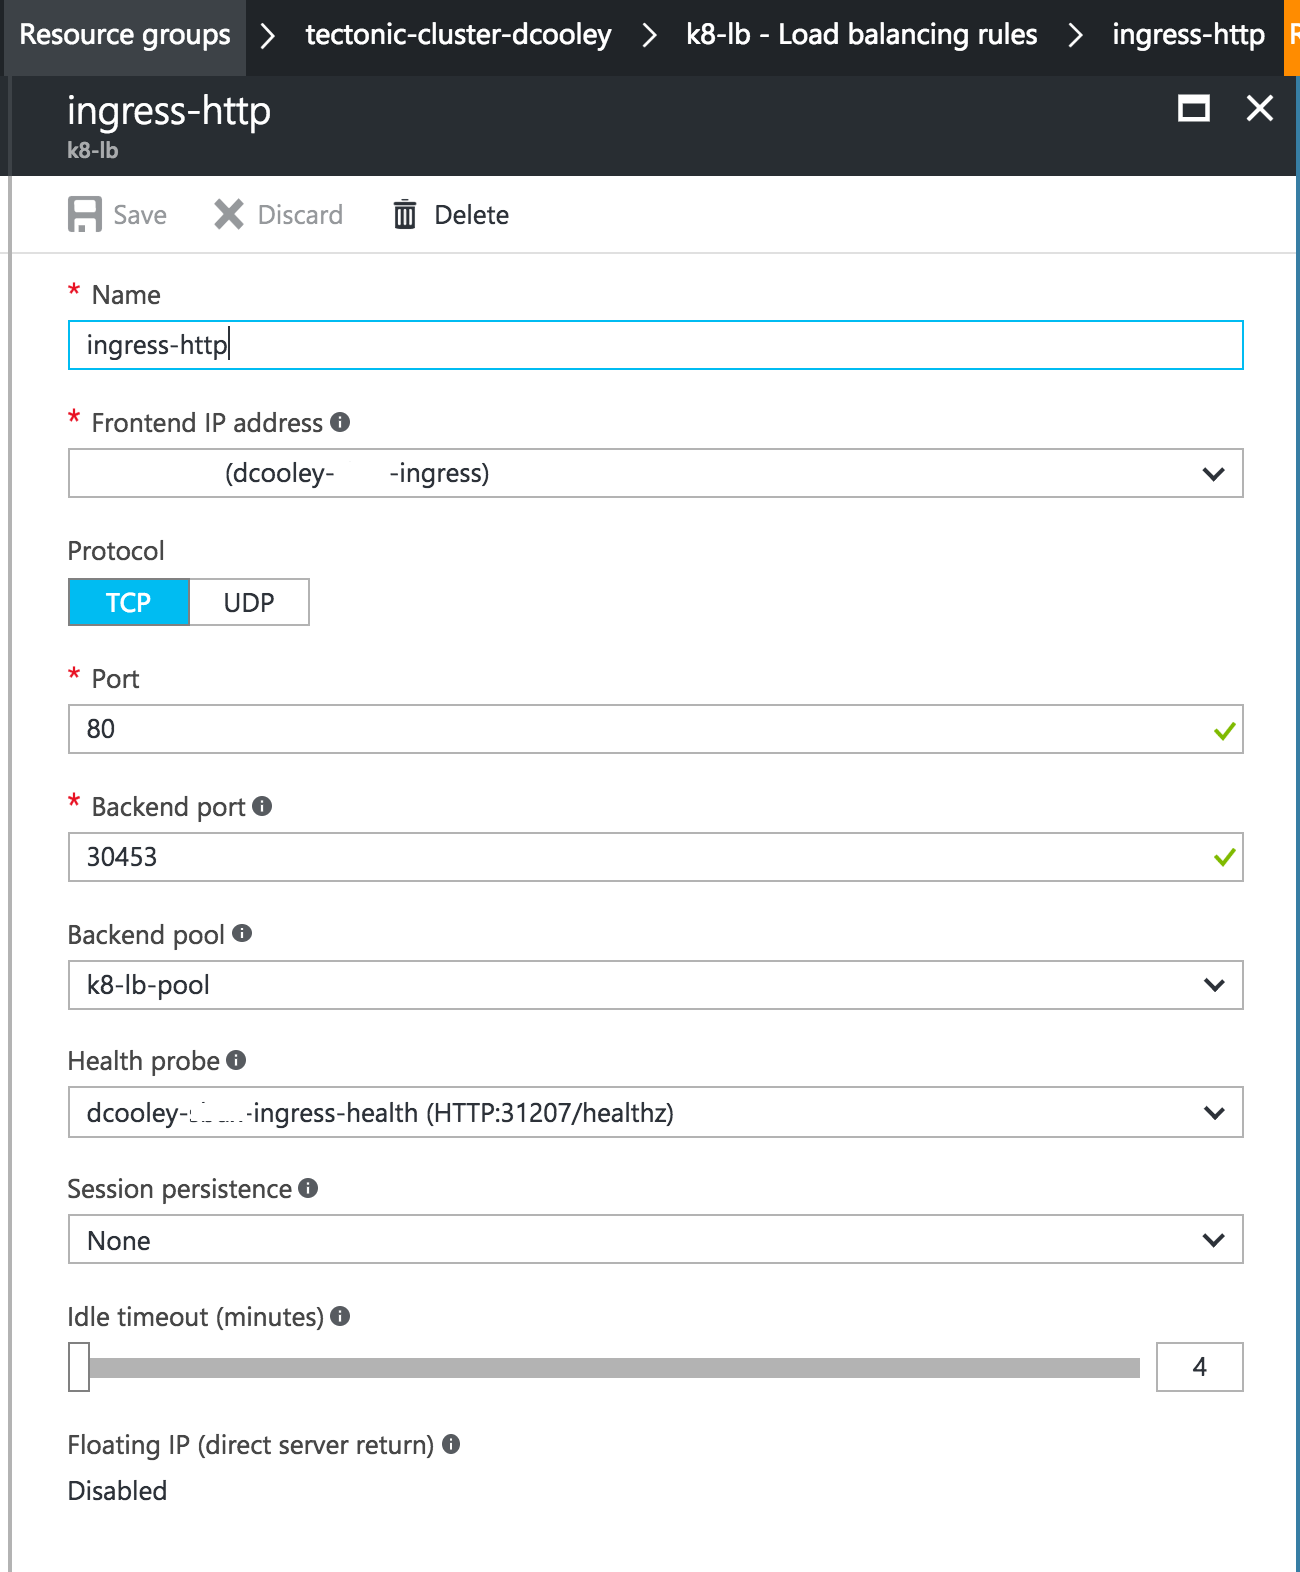 Resource groups > tectonic-cluster-dcooley > k8-lb - Load balancing rules > ingress-http
ingress-http
k8-lb
Save Discard Delete
* Name
ingress-http
* Frontend IP address
(dcooley- -ingress)
Protocol
TCP UDP
* Port
80
* Backend port
30453
Backend pool
k8-lb-pool
Health probe
dcooley- -ingress-health (HTTP:31207/healthz)
Session persistence
None
Idle timeout (minutes)
4
Floating IP (direct server return)
Disabled